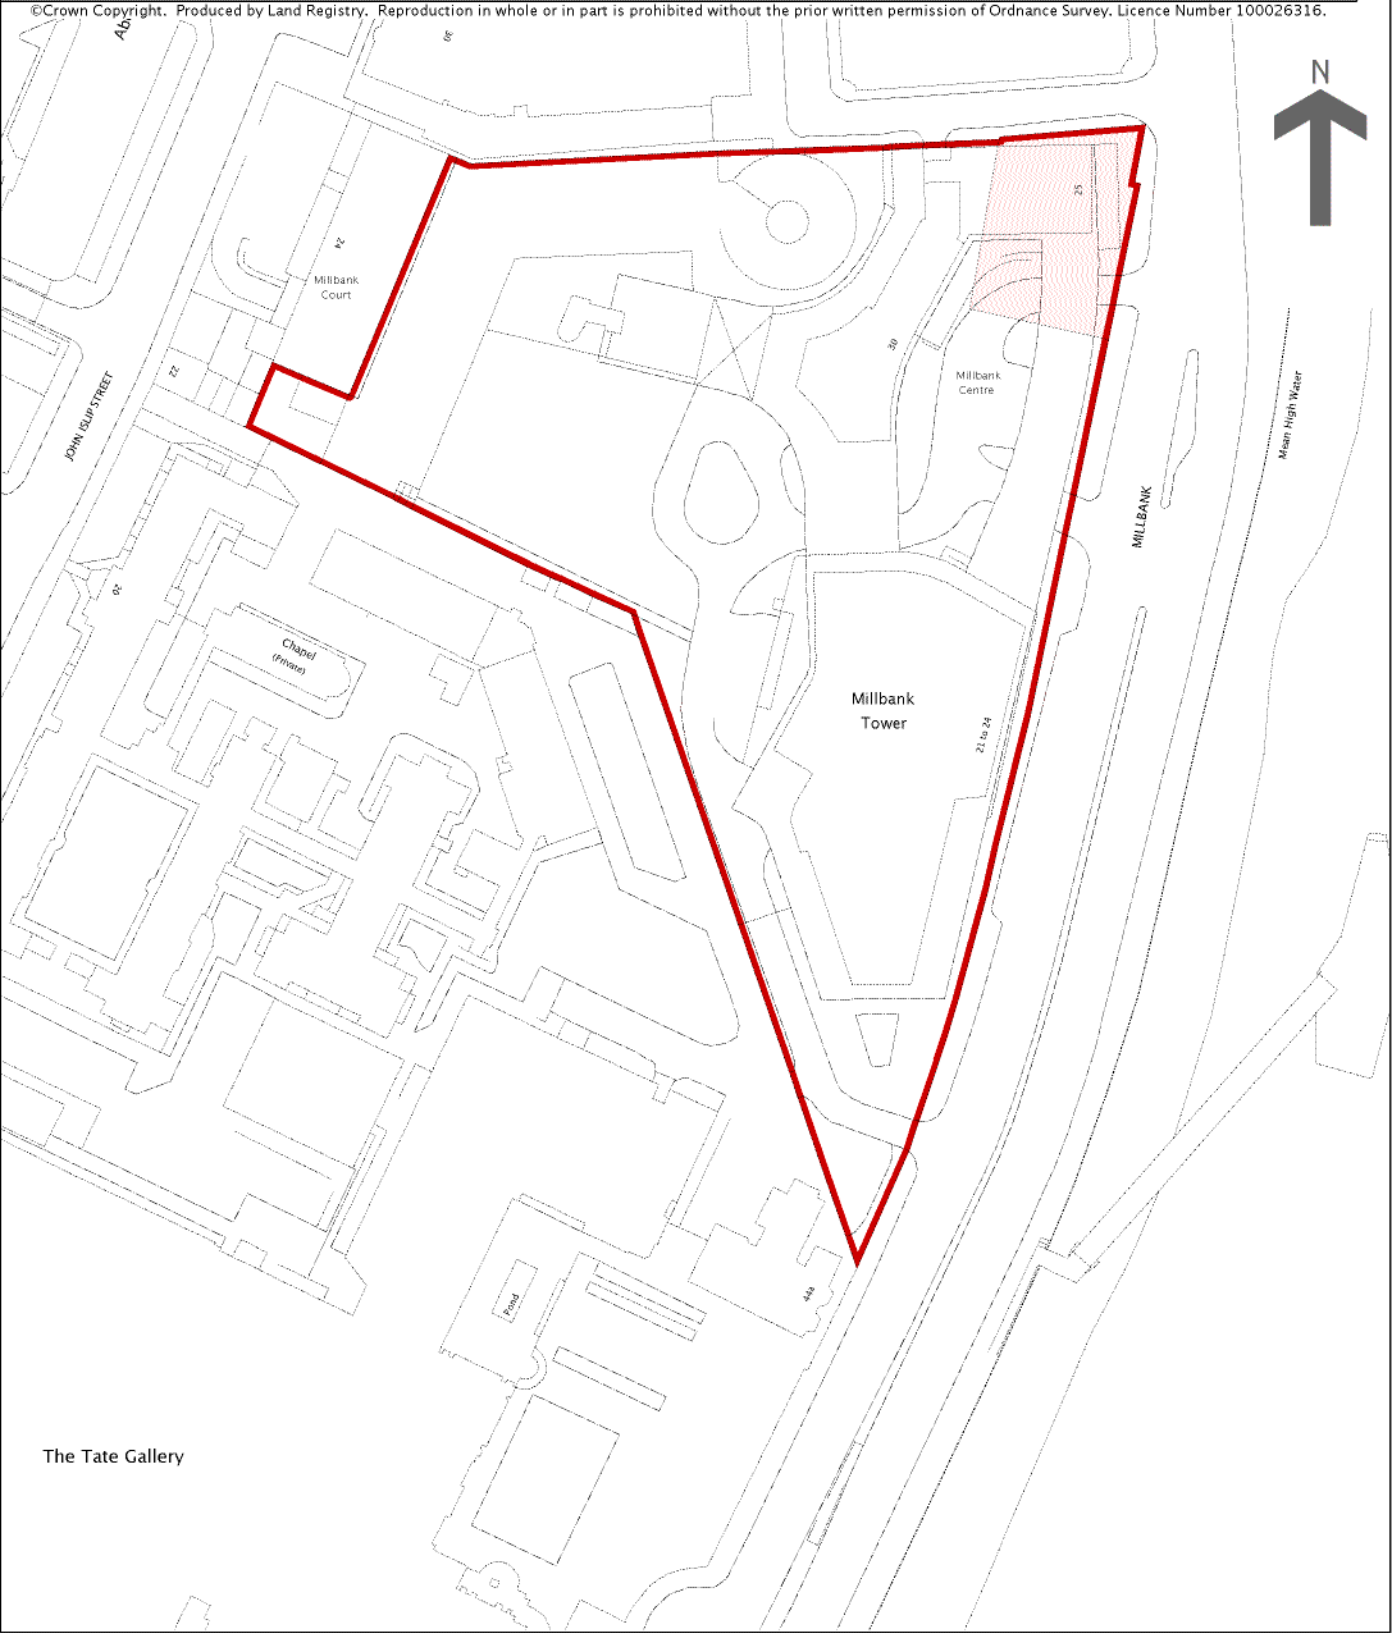 ©Crown Copyright. Produced by Land Registry. Reproduction in whole or in part is prohibited without the prior written permission of Ordnance Survey. Licence Number 100026316.
Ab
30
N
25
24
Millbank
Court
30
Millbank
Centre
22
JOHN ISLIP STREET
Mean High Water
MILLBANK
20
Chapel
(Private)
Millbank
Tower
21 to 24
44a
Pond
The Tate Gallery